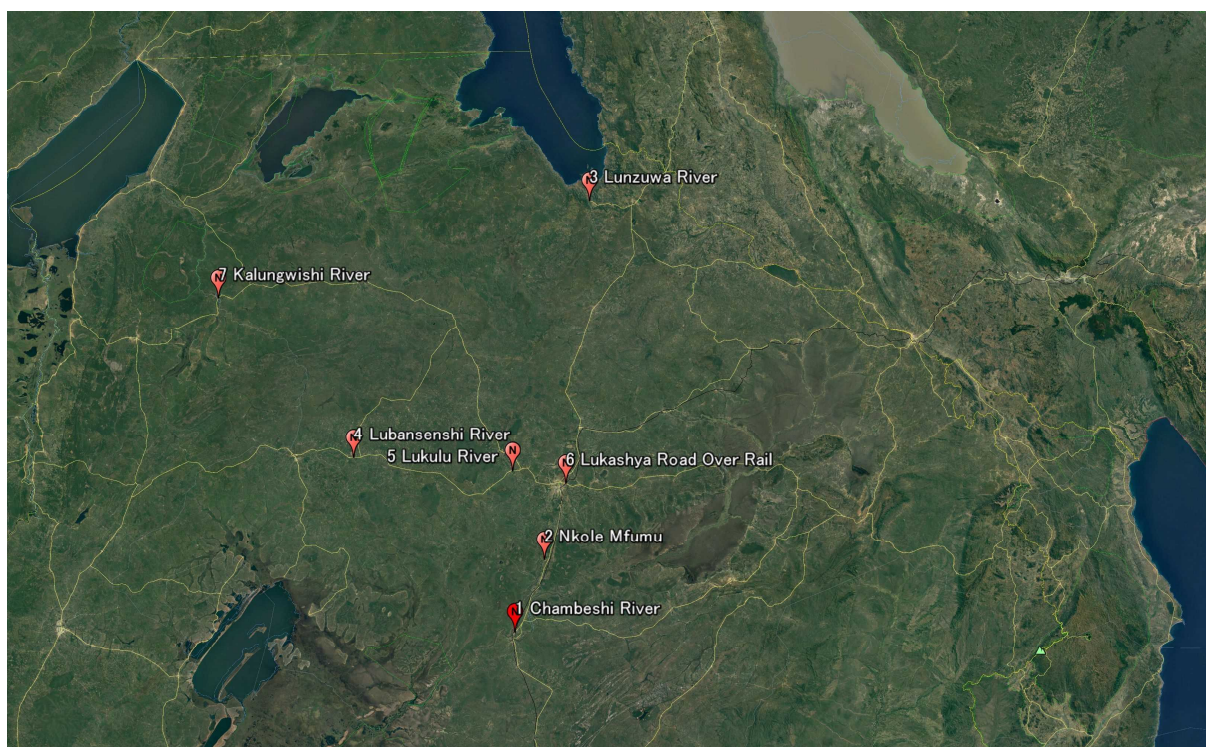 3 Lunzuwa River
7 Kalungwishi River
4 Lubansenshi River
5 Lukulu River
N
6 Lukashya Road Over Rail
2 Nkole Mfumu
1 Chambeshi River